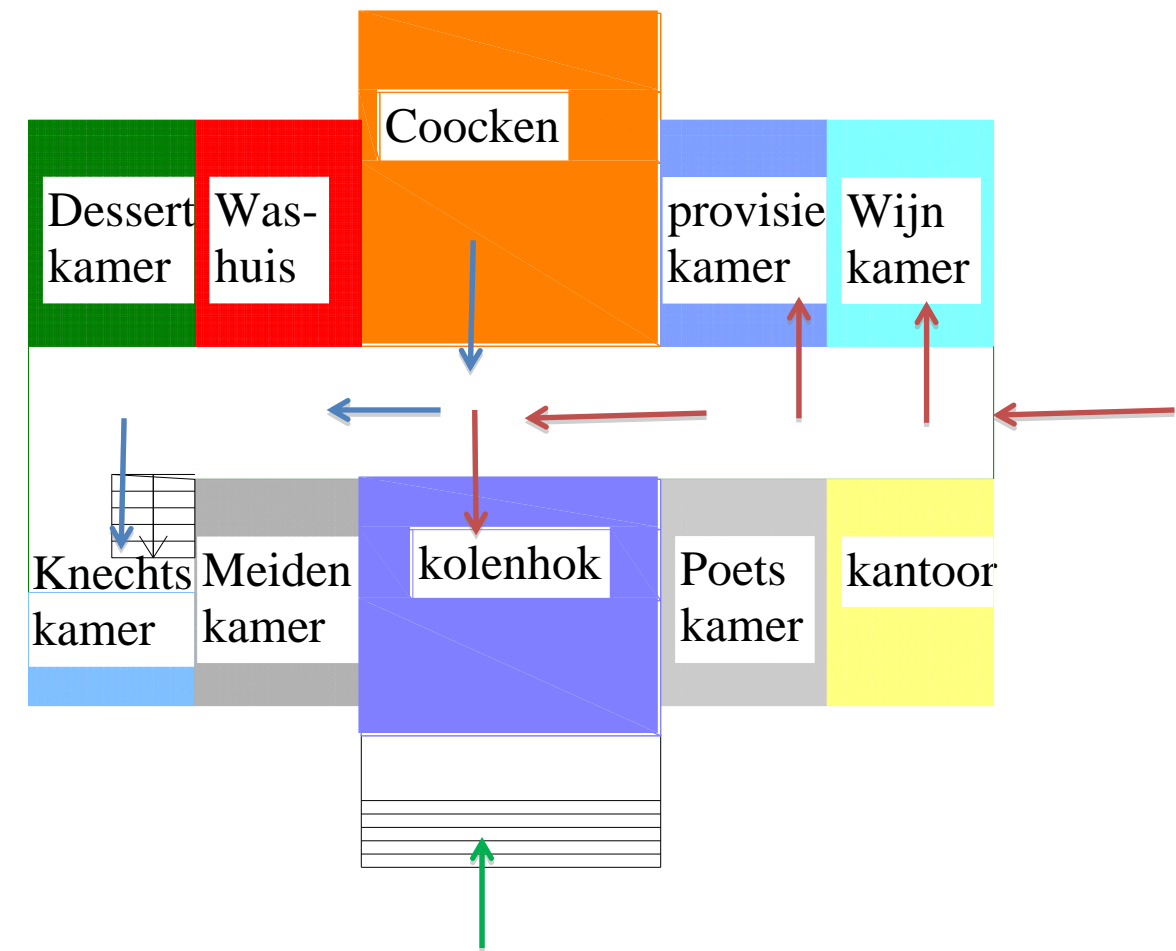 Coocken
Dessert
kamer
Was-
huis
provisie
kamer
Wijn
kamer
Knechts
kamer
Meiden
kamer
kolenhok
Poets
kamer
kantoor